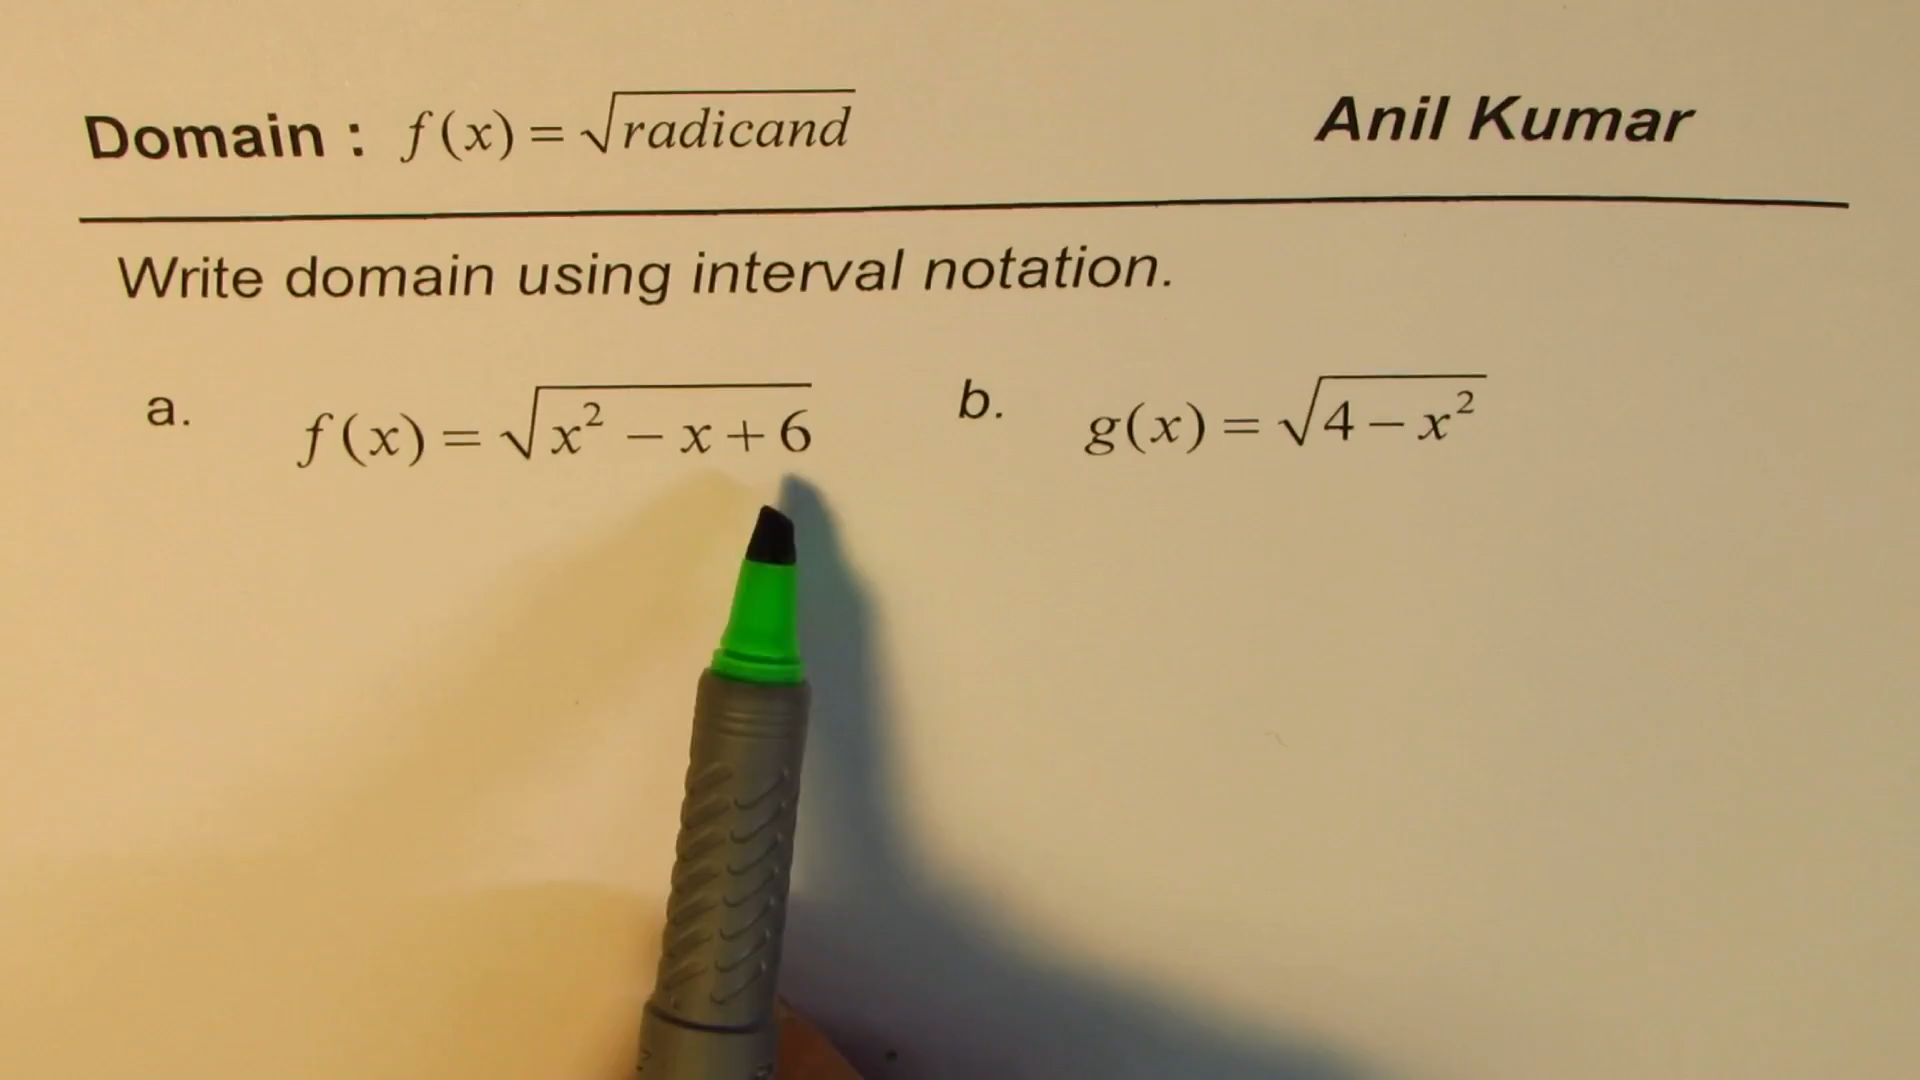 Domain : f(x) = √radicand Anil Kumar
Write domain using interval notation.
a. f(x) = √x² − x + 6 b. g(x) = √4 − x²